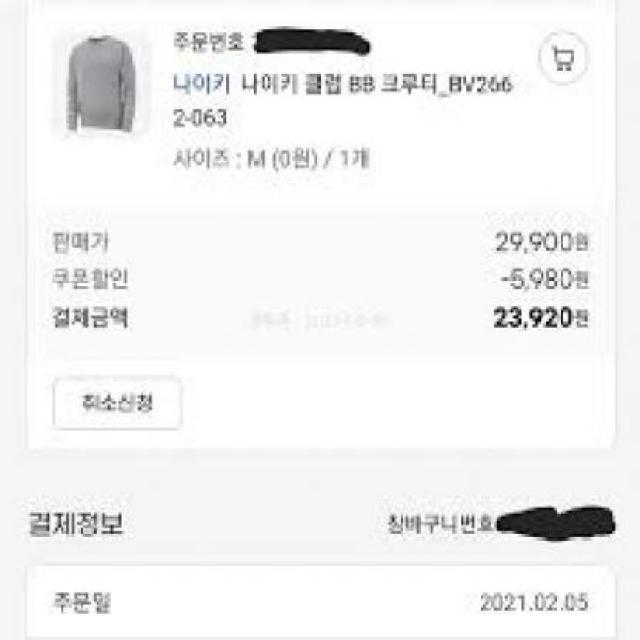 주문번호
나이키 나이키 클럽 BB 크루티_BV266
2-063
사이즈 : M (0원) / 1개
판매가 29,900원
쿠폰할인 -5,980원
결제금액 23,920원
취소신청
결제정보 장바구니번호
주문일 2021.02.05